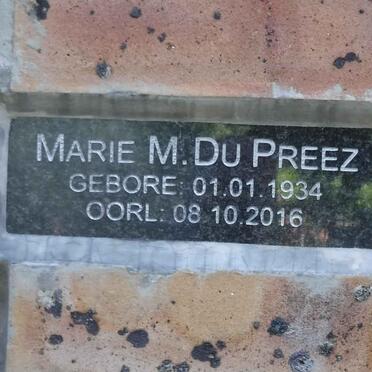 MARIE M. DU PREEZ
GEBORE: 01.01.1934
OORL: 08 10.2016